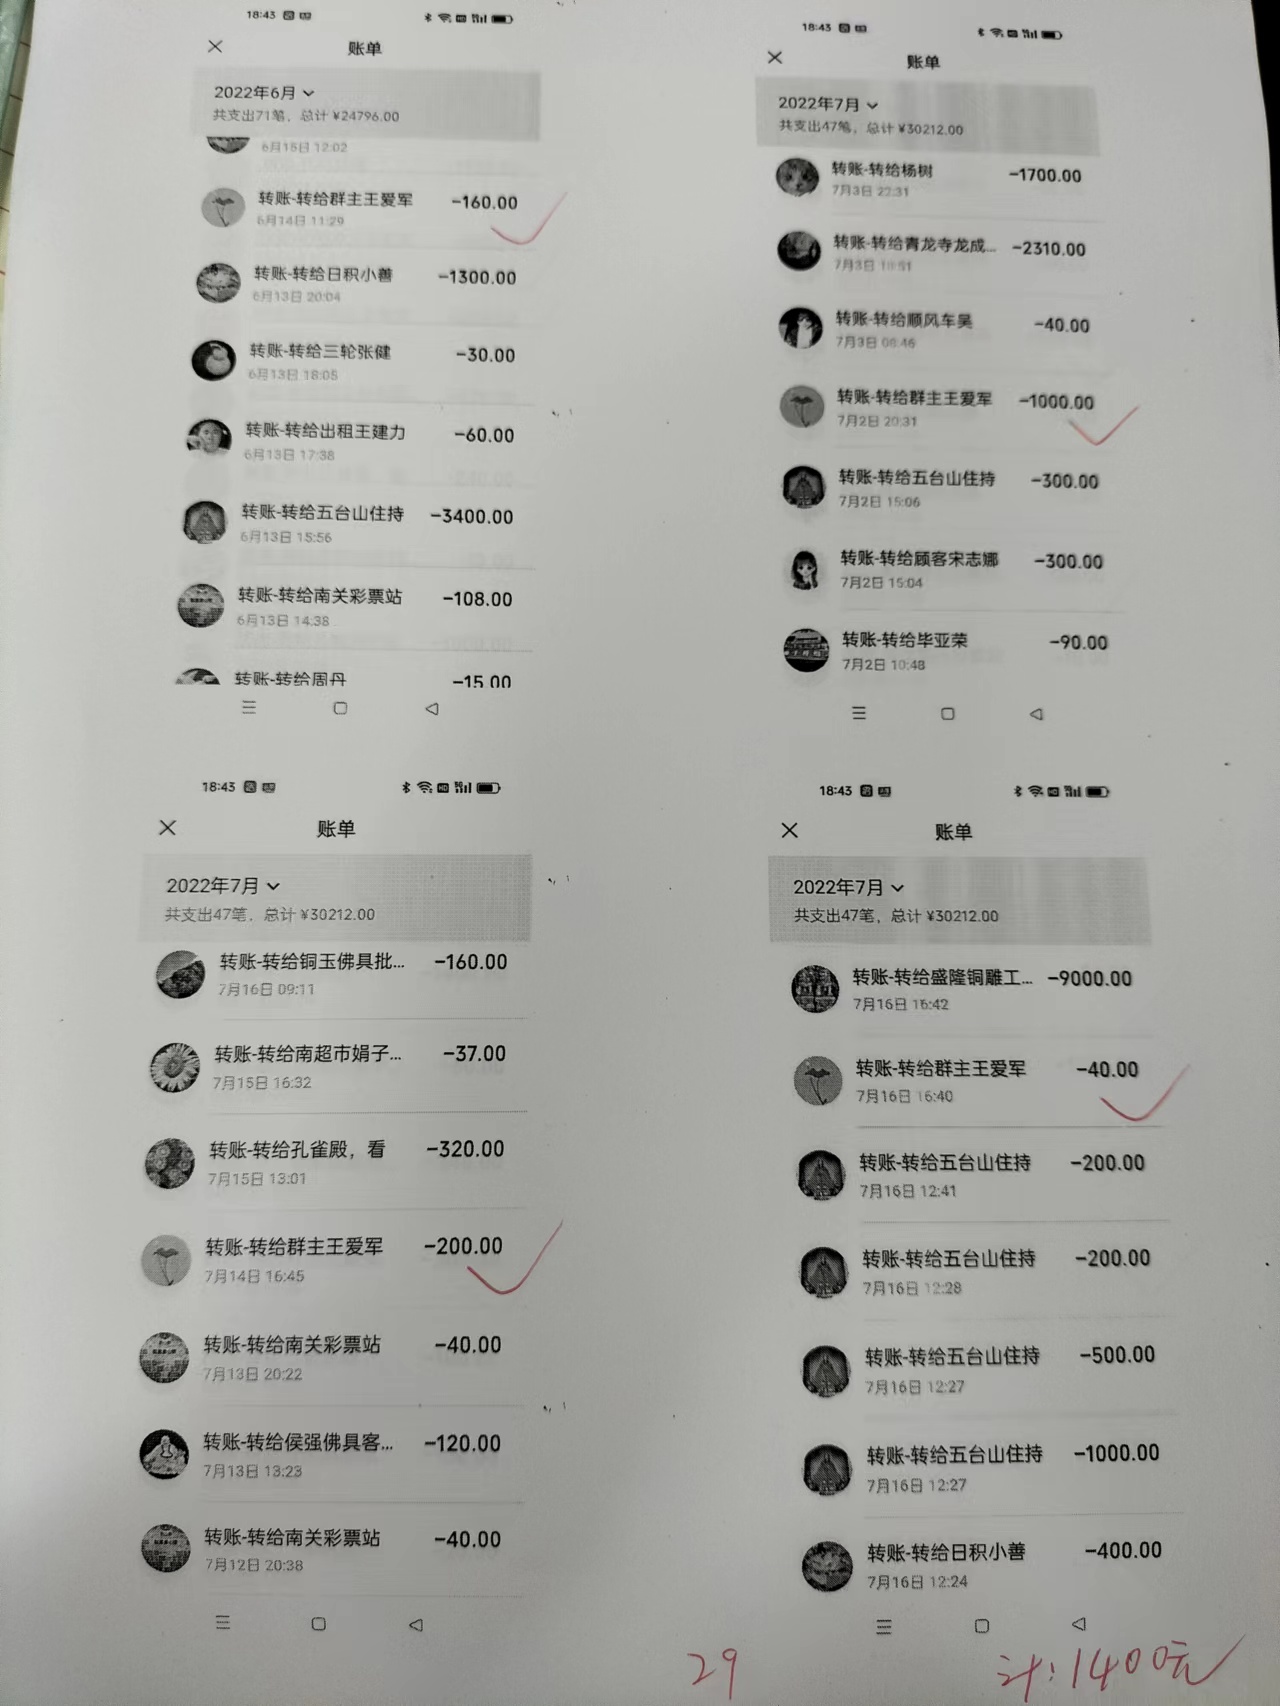 18:43
账单
2022年6月
共支出71笔，总计 ¥24796.00
6月15日 12:02
转账-转给群主王爱军 -160.00
6月14日 11:29
转账-转给日积小善 -1300.00
6月13日 20:04
转账-转给三轮张健 -30.00
6月13日 18:05
转账-转给出租王建力 -60.00
6月13日 17:38
转账-转给五台山住持 -3400.00
6月13日 15:56
转账-转给南关彩票站 -108.00
6月13日 14:38
转账-转给周丹 -15.00
18:43
账单
2022年7月
共支出47笔，总计 ¥30212.00
转账-转给杨树 -1700.00
7月3日 22:31
转账-转给青龙寺龙成... -2310.00
7月3日
转账-转给顺风车吴 -40.00
7月3日 08:46
转账-转给群主王爱军 -1000.00
7月2日 20:31
转账-转给五台山住持 -300.00
7月2日 15:06
转账-转给顾客宋志娜 -300.00
7月2日 15:04
转账-转给毕亚荣 -90.00
7月2日 10:48
18:43
账单
2022年7月
共支出47笔，总计 ¥30212.00
转账-转给铜玉佛具批... -160.00
7月16日 09:11
转账-转给南超市娟子... -37.00
7月15日 16:32
转账-转给孔雀殿，看 -320.00
7月15日 13:01
转账-转给群主王爱军 -200.00
7月14日 16:45
转账-转给南关彩票站 -40.00
7月13日 20:22
转账-转给侯强佛具客... -120.00
7月13日 13:23
转账-转给南关彩票站 -40.00
7月12日 20:38
18:43
账单
2022年7月
共支出47笔，总计 ¥30212.00
转账-转给盛隆铜雕工... -9000.00
7月16日 16:42
转账-转给群主王爱军 -40.00
7月16日 16:40
转账-转给五台山住持 -200.00
7月16日 12:41
转账-转给五台山住持 -200.00
7月16日 12:28
转账-转给五台山住持 -500.00
7月16日 12:27
转账-转给五台山住持 -1000.00
7月16日 12:27
转账-转给日积小善 -400.00
7月16日 12:24
29
计：1400元